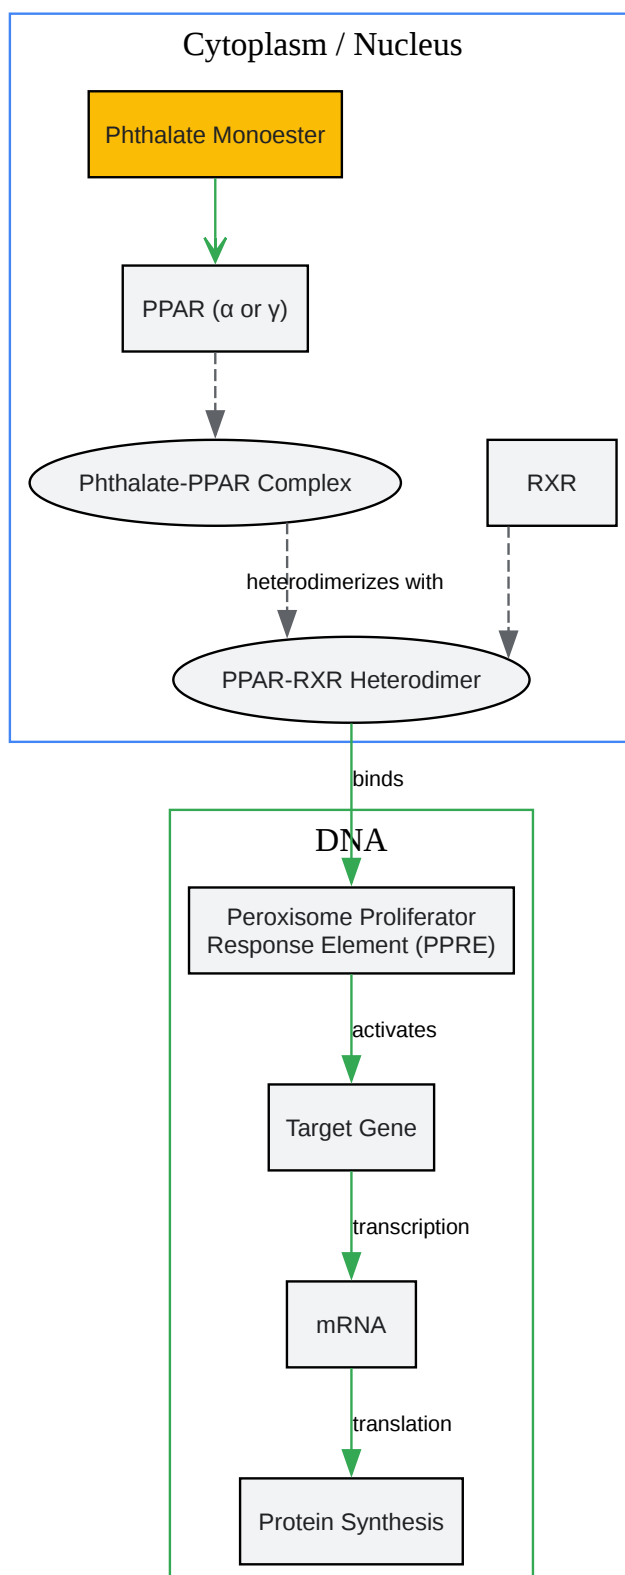 Cytoplasm / Nucleus
Phthalate Monoester
PPAR (α or γ)
Phthalate-PPAR Complex
RXR
heterodimerizes with
PPAR-RXR Heterodimer
binds
DNA
Peroxisome Proliferator
Response Element (PPRE)
activates
Target Gene
transcription
mRNA
translation
Protein Synthesis